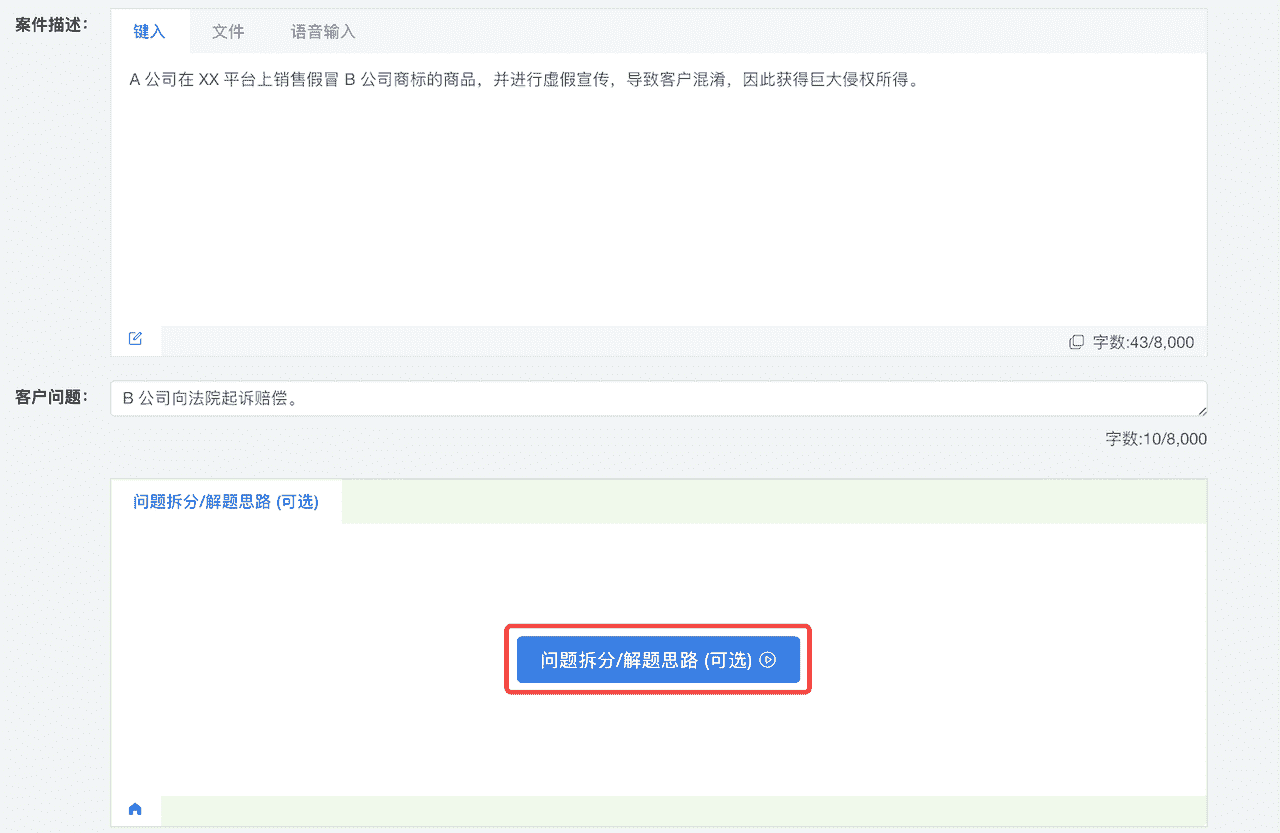 案件描述：
键入 文件 语音输入
A 公司在 XX 平台上销售假冒 B 公司商标的商品，并进行虚假宣传，导致客户混淆，因此获得巨大侵权所得。
字数:43/8,000
客户问题：
B 公司向法院起诉赔偿。
字数:10/8,000
问题拆分/解题思路 (可选)
问题拆分/解题思路 (可选)